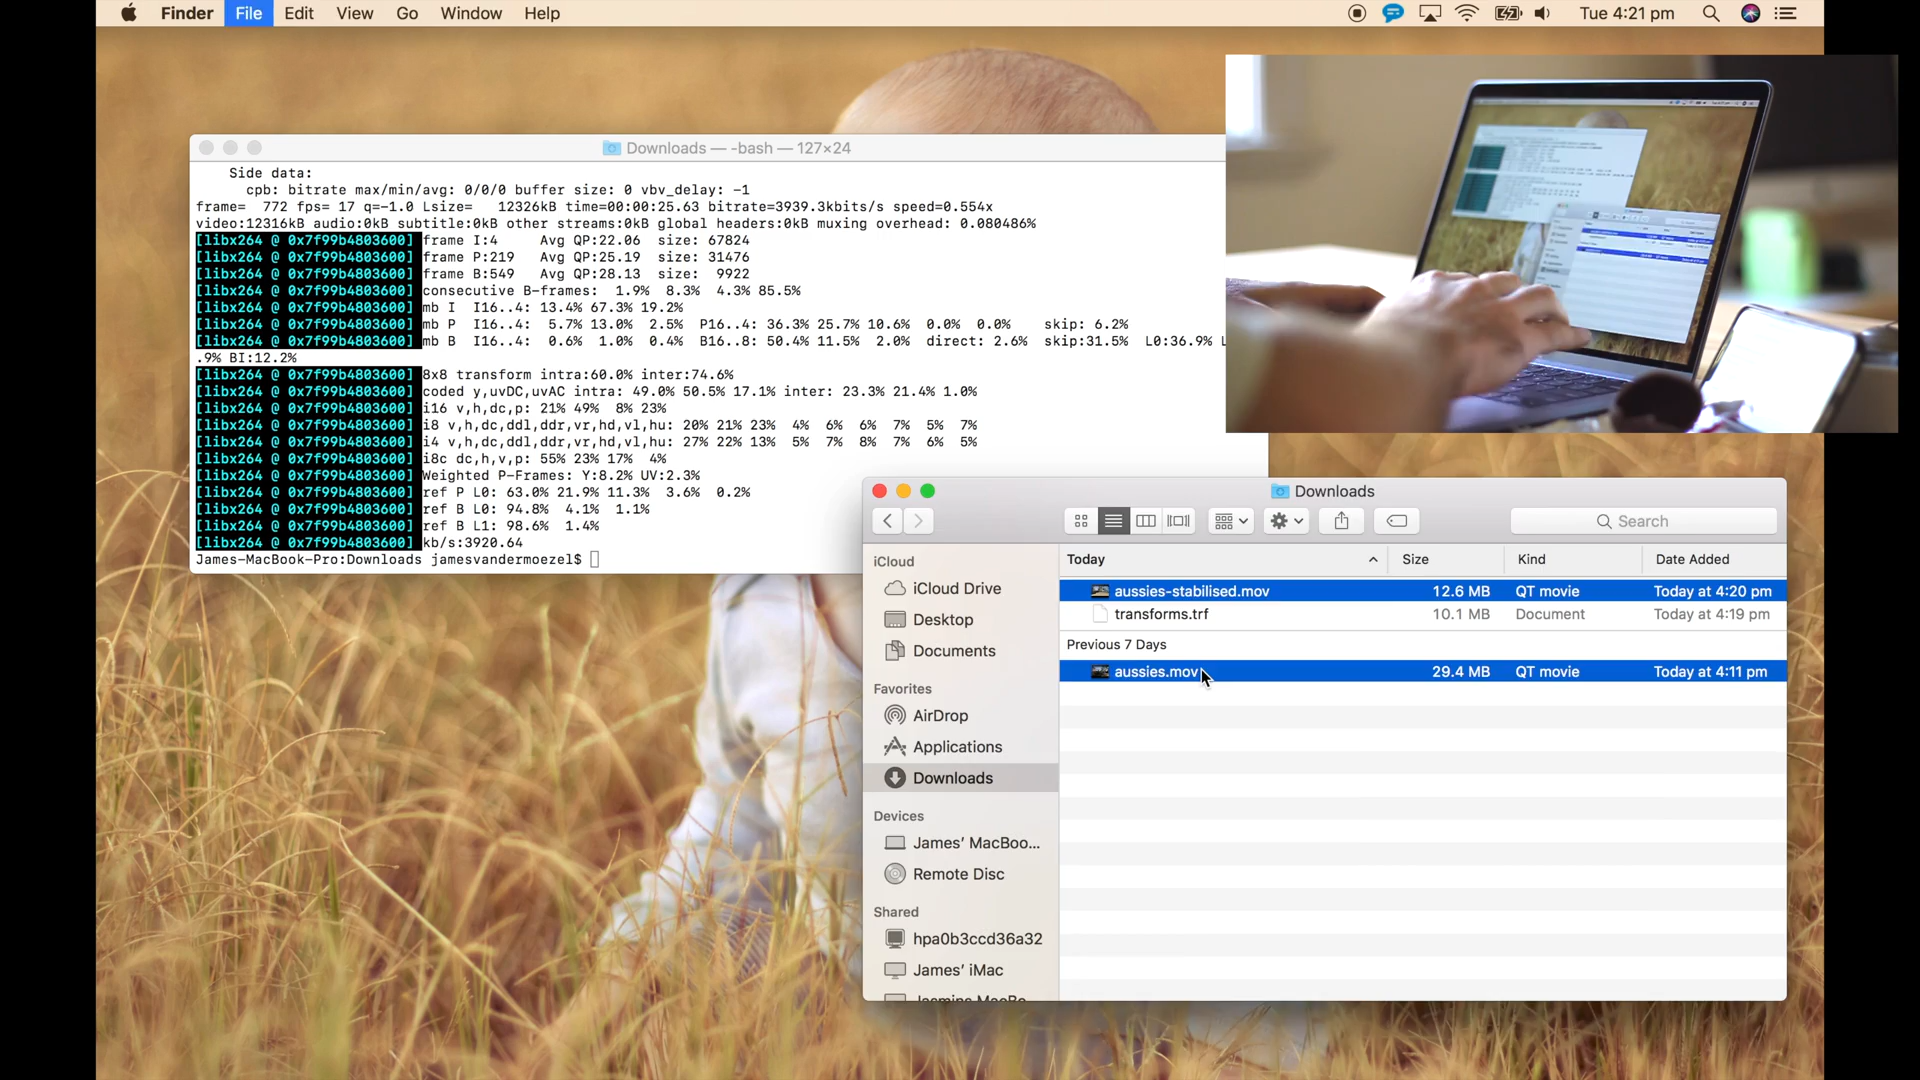 Finder File Edit View Go Window Help Tue 4:21 pm
Downloads — -bash — 127×24
Side data:
cpb: bitrate max/min/avg: 0/0/0 buffer size: 0 vbv_delay: -1
frame= 772 fps= 17 q=-1.0 Lsize= 12326kB time=00:00:25.63 bitrate=3939.3kbits/s speed=0.554x
video:12316kB audio:0kB subtitle:0kB other streams:0kB global headers:0kB muxing overhead: 0.080486%
[libx264 @ 0x7f99b4803600] frame I:4 Avg QP:22.06 size: 67824
[libx264 @ 0x7f99b4803600] frame P:219 Avg QP:25.19 size: 31476
[libx264 @ 0x7f99b4803600] frame B:549 Avg QP:28.13 size: 9922
[libx264 @ 0x7f99b4803600] consecutive B-frames: 1.9% 8.3% 4.3% 85.5%
[libx264 @ 0x7f99b4803600] mb I I16..4: 13.4% 67.3% 19.2%
[libx264 @ 0x7f99b4803600] mb P I16..4: 5.7% 13.0% 2.5% P16..4: 36.3% 25.7% 10.6% 0.0% 0.0% skip: 6.2%
[libx264 @ 0x7f99b4803600] mb B I16..4: 0.6% 1.0% 0.4% B16..8: 50.4% 11.5% 2.0% direct: 2.6% skip:31.5% L0:36.9% L
.9% BI:12.2%
[libx264 @ 0x7f99b4803600] 8x8 transform intra:60.0% inter:74.6%
[libx264 @ 0x7f99b4803600] coded y,uvDC,uvAC intra: 49.0% 50.5% 17.1% inter: 23.3% 21.4% 1.0%
[libx264 @ 0x7f99b4803600] i16 v,h,dc,p: 21% 49% 8% 23%
[libx264 @ 0x7f99b4803600] i8 v,h,dc,ddl,ddr,vr,hd,vl,hu: 20% 21% 23% 4% 6% 6% 7% 5% 7%
[libx264 @ 0x7f99b4803600] i4 v,h,dc,ddl,ddr,vr,hd,vl,hu: 27% 22% 13% 5% 7% 8% 7% 6% 5%
[libx264 @ 0x7f99b4803600] i8c dc,h,v,p: 55% 23% 17% 4%
[libx264 @ 0x7f99b4803600] Weighted P-Frames: Y:8.2% UV:2.3%
[libx264 @ 0x7f99b4803600] ref P L0: 63.0% 21.9% 11.3% 3.6% 0.2%
[libx264 @ 0x7f99b4803600] ref B L0: 94.8% 4.1% 1.1%
[libx264 @ 0x7f99b4803600] ref B L1: 98.6% 1.4%
[libx264 @ 0x7f99b4803600] kb/s:3920.64
James-MacBook-Pro:Downloads jamesvandermoezel$
Downloads
Search
iCloud
iCloud Drive
Desktop
Documents
Favorites
AirDrop
Applications
Downloads
Devices
James' MacBoo...
Remote Disc
Shared
hpa0b3ccd36a32
James' iMac
Today Size Kind Date Added
aussies-stabilised.mov 12.6 MB QT movie Today at 4:20 pm
transforms.trf 10.1 MB Document Today at 4:19 pm
Previous 7 Days
aussies.mov 29.4 MB QT movie Today at 4:11 pm